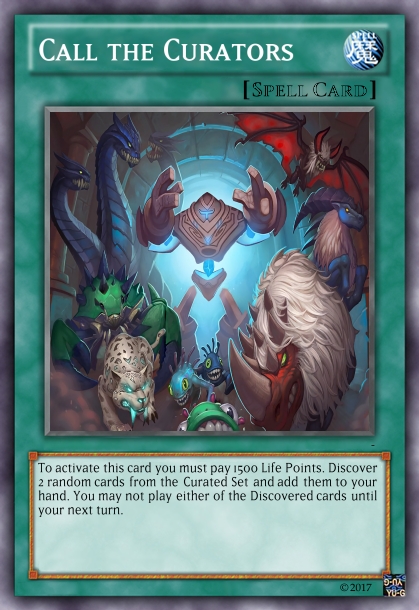 CALL THE CURATORS
魔
[SPELL CARD]
To activate this card you must pay 1500 Life Points. Discover
2 random cards from the Curated Set and add them to your
hand. You may not play either of the Discovered cards until
your next turn.
©2017
YU-G